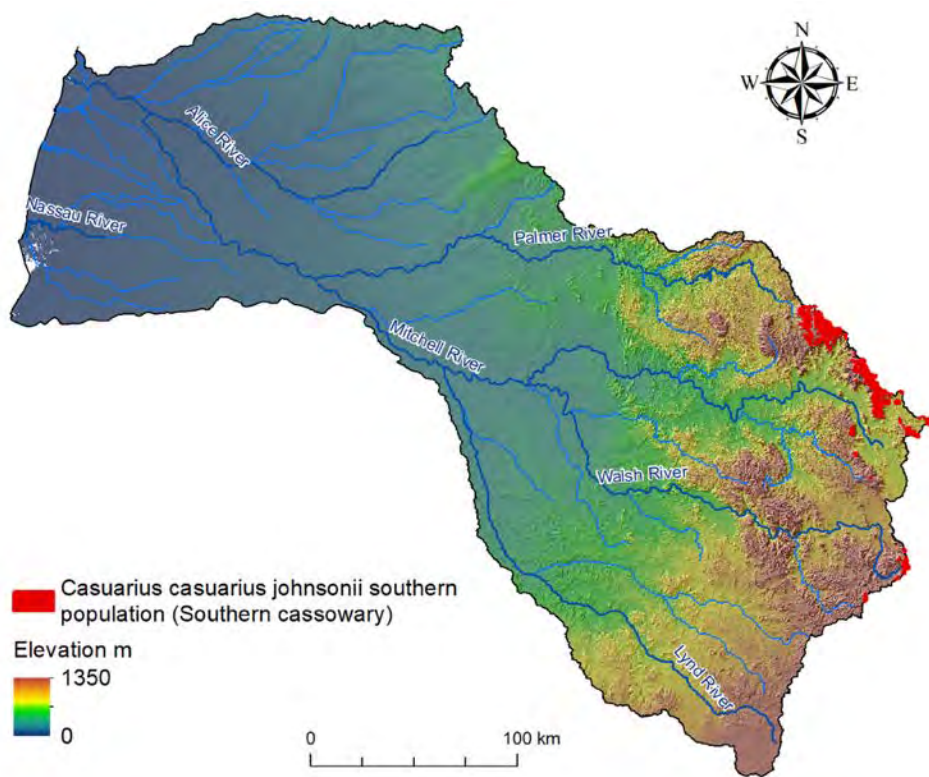 N
W E
S
Alice River
Nassau River
Palmer River
Mitchell River
Walsh River
Lynd River
Casuarius casuarius johnsonii southern
population (Southern cassowary)
Elevation m
1350
0
0 100 km